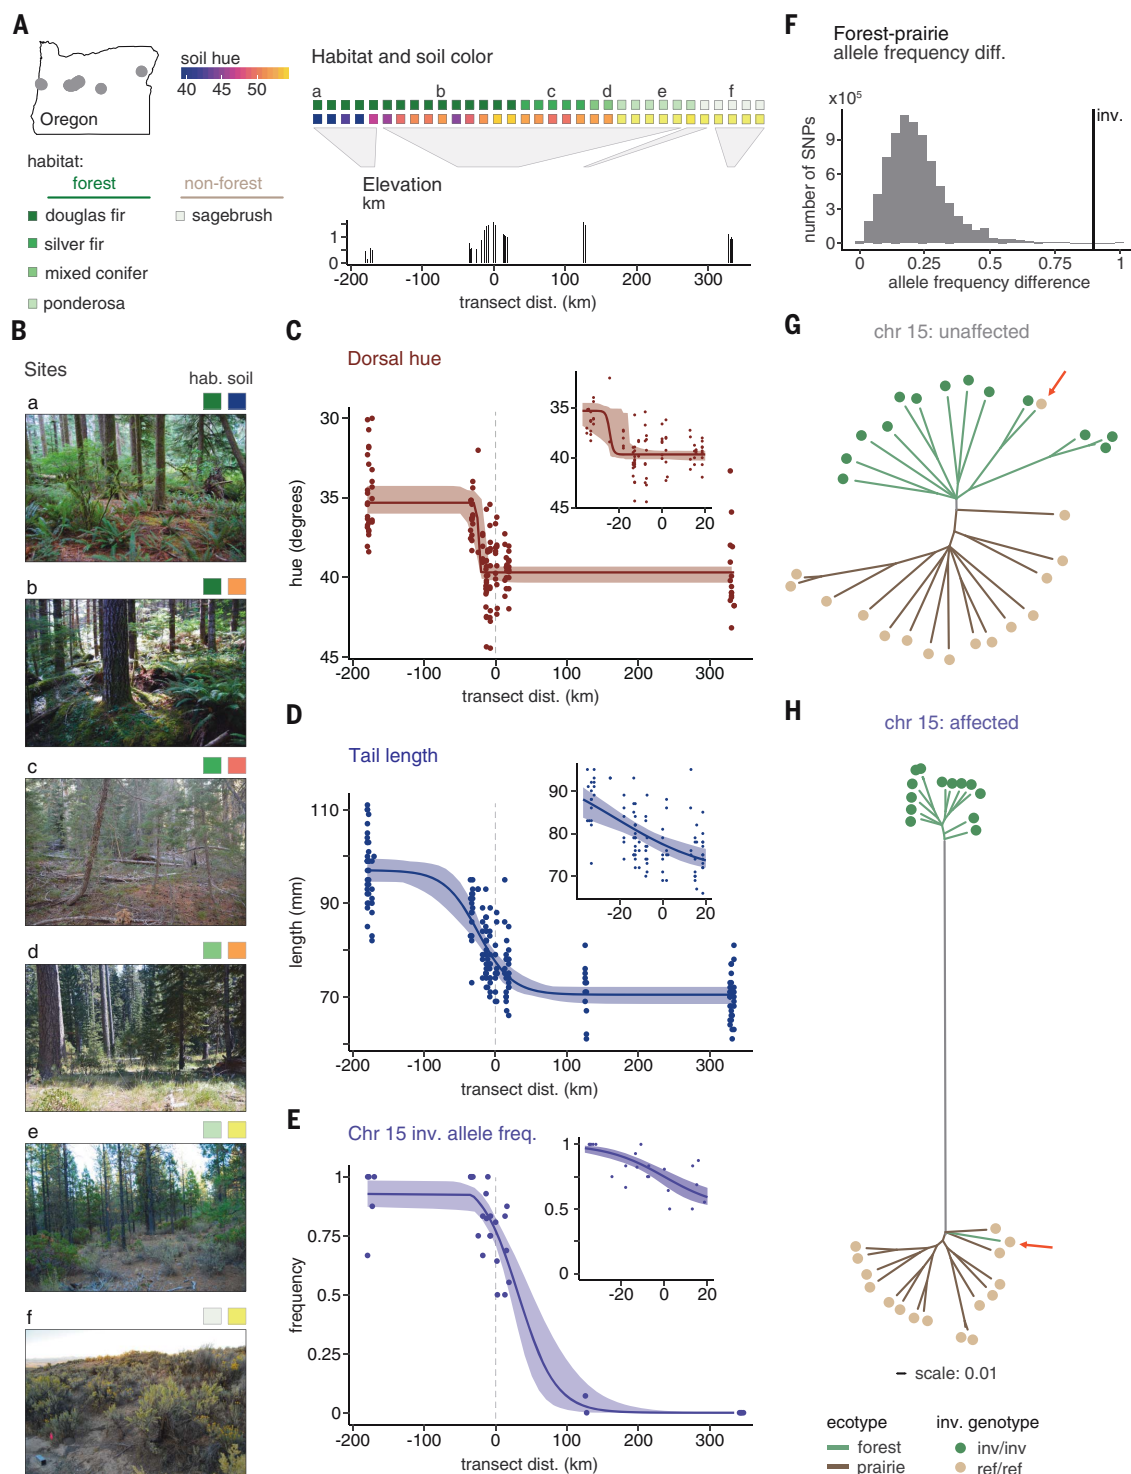 A
soil hue
40 45 50
Oregon
habitat:
forest
non-forest
douglas fir
sagebrush
silver fir
mixed conifer
ponderosa
Habitat and soil color
a b c d e f
Elevation
km
1
0
-200 -100 0 100 200 300
transect dist. (km)
B
Sites
hab. soil
a
b
c
d
e
f
C
Dorsal hue
30
35
40
45
hue (degrees)
-200 -100 0 100 200 300
transect dist. (km)
35
40
45
-20 0 20
D
Tail length
110
90
70
length (mm)
-200 -100 0 100 200 300
transect dist. (km)
90
80
70
-20 0 20
E
Chr 15 inv. allele freq.
1
0.75
0.5
0.25
0
frequency
-200 -100 0 100 200 300
transect dist. (km)
1
0.5
0
-20 0 20
F
Forest-prairie
allele frequency diff.
x10⁵
inv.
9
6
3
0
number of SNPs
0 0.25 0.5 0.75 1
allele frequency difference
G
chr 15: unaffected
H
chr 15: affected
scale: 0.01
ecotype
forest
prairie
inv. genotype
inv/inv
ref/ref